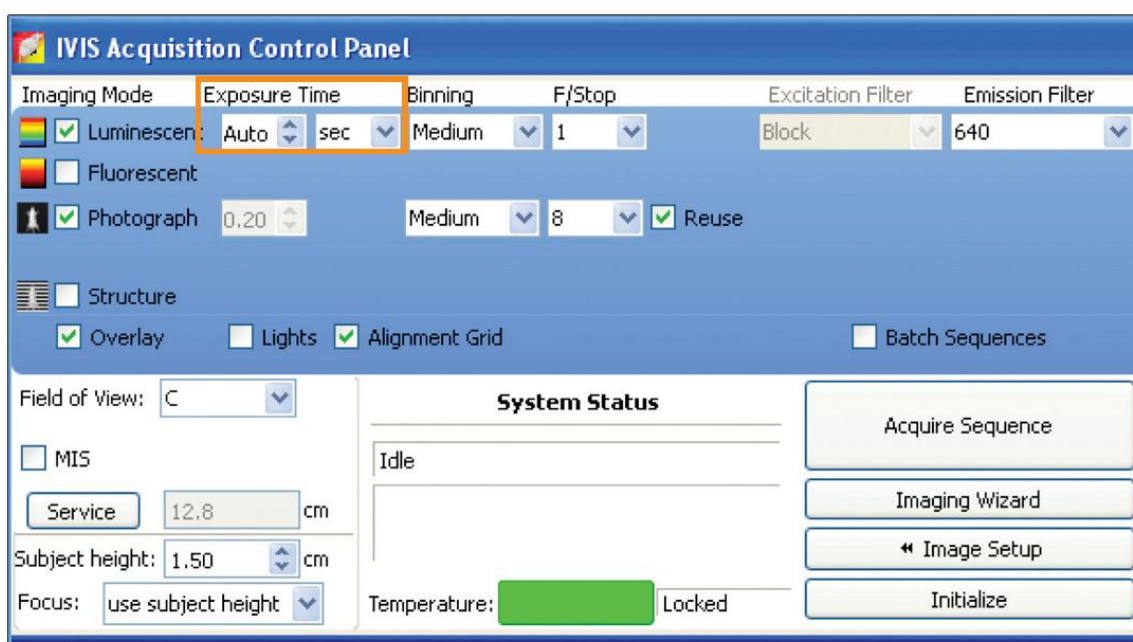 IVIS Acquisition Control Panel
Imaging Mode Exposure Time Binning F/Stop Excitation Filter Emission Filter
Luminescent Auto sec Medium 1 Block 640
Fluorescent
Photograph 0.20 Medium 8 Reuse
Structure
Overlay Lights Alignment Grid Batch Sequences
Field of View: C
MIS
Service 12.8 cm
Subject height: 1.50 cm
Focus: use subject height
System Status
Idle
Temperature: Locked
Acquire Sequence
Imaging Wizard
Image Setup
Initialize